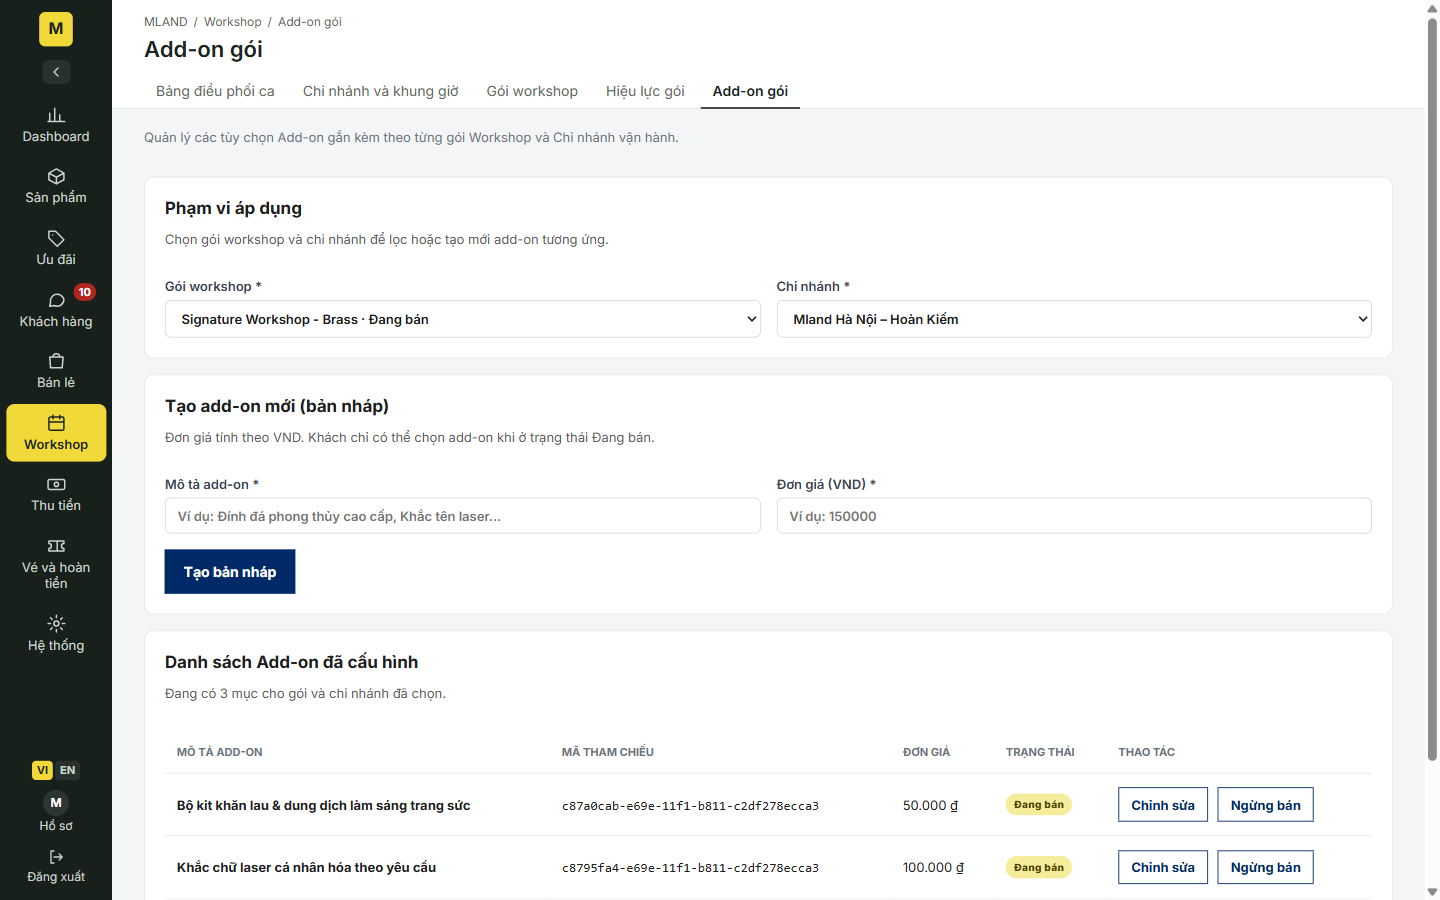 M
Dashboard
Sản phẩm
Ưu đãi
10
Khách hàng
Bán lẻ
Workshop
Thu tiền
Vé và hoàn
tiền
Hệ thống
VI EN
M
Hồ sơ
Đăng xuất
MLAND / Workshop / Add-on gói
Add-on gói
Bảng điều phối ca Chi nhánh và khung giờ Gói workshop Hiệu lực gói Add-on gói
Quản lý các tùy chọn Add-on gắn kèm theo từng gói Workshop và Chi nhánh vận hành.
Phạm vi áp dụng
Chọn gói workshop và chi nhánh để lọc hoặc tạo mới add-on tương ứng.
Gói workshop * Chi nhánh *
Signature Workshop - Brass · Đang bán Mland Hà Nội – Hoàn Kiếm
Tạo add-on mới (bản nháp)
Đơn giá tính theo VND. Khách chỉ có thể chọn add-on khi ở trạng thái Đang bán.
Mô tả add-on * Đơn giá (VND) *
Ví dụ: Đính đá phong thủy cao cấp, Khắc tên laser... Ví dụ: 150000
Tạo bản nháp
Danh sách Add-on đã cấu hình
Đang có 3 mục cho gói và chi nhánh đã chọn.
MÔ TẢ ADD-ON MÃ THAM CHIẾU ĐƠN GIÁ TRẠNG THÁI THAO TÁC
Bộ kit khăn lau & dung dịch làm sáng trang sức c87a0cab-e69e-11f1-b811-c2df278ecca3 50.000 ₫ Đang bán Chỉnh sửa Ngừng bán
Khắc chữ laser cá nhân hóa theo yêu cầu c8795fa4-e69e-11f1-b811-c2df278ecca3 100.000 ₫ Đang bán Chỉnh sửa Ngừng bán